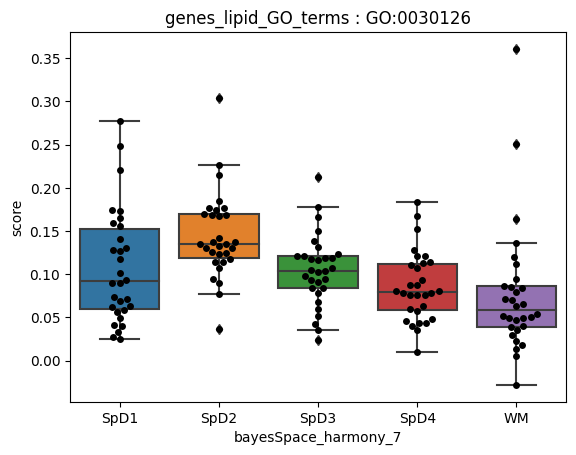 genes_lipid_GO_terms : GO:0030126
score
0.35
0.30
0.25
0.20
0.15
0.10
0.05
0.00
SpD1 SpD2 SpD3 SpD4 WM
bayesSpace_harmony_7